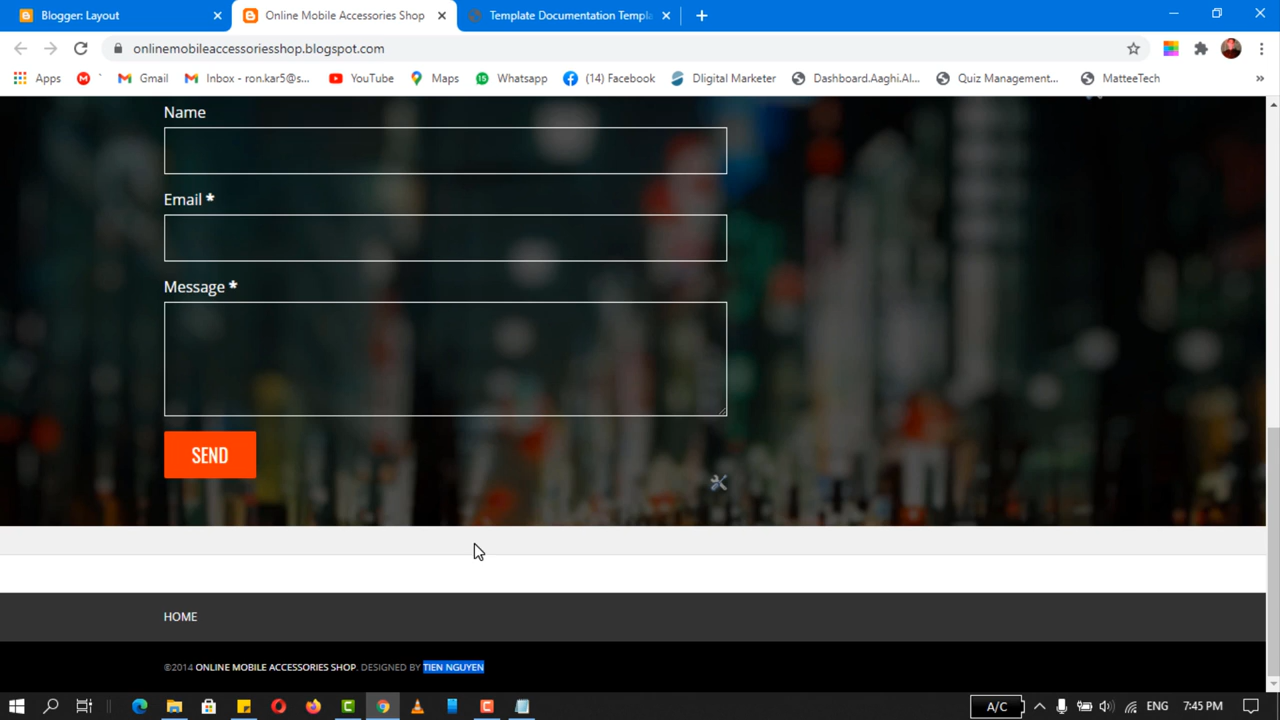 Blogger: Layout
Online Mobile Accessories Shop
Template Documentation Templa
onlinemobileaccessoriesshop.blogspot.com
Apps
Gmail
Inbox - ron.kar5@s...
YouTube
Maps
Whatsapp
(14) Facebook
DIigital Marketer
Dashboard.Aaghi.Al...
Quiz Management...
MatteeTech
»
Name
Email *
Message *
SEND
HOME
©2014 ONLINE MOBILE ACCESSORIES SHOP. DESIGNED BY TIEN NGUYEN
A/C
ENG
7:45 PM